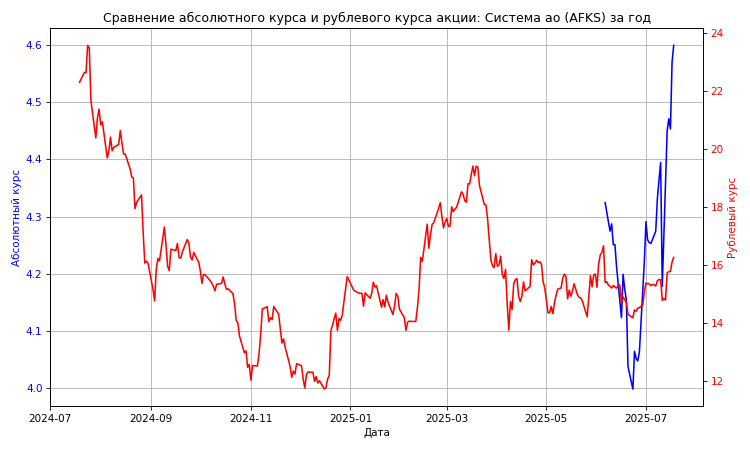 Сравнение абсолютного курса и рублевого курса акции: Система ао (AFKS) за год
4.6
4.5
4.4
4.3
4.2
4.1
4.0
Абсолютный курс
24
22
20
18
16
14
12
Рублевый курс
2024-07 2024-09 2024-11 2025-01 2025-03 2025-05 2025-07
Дата